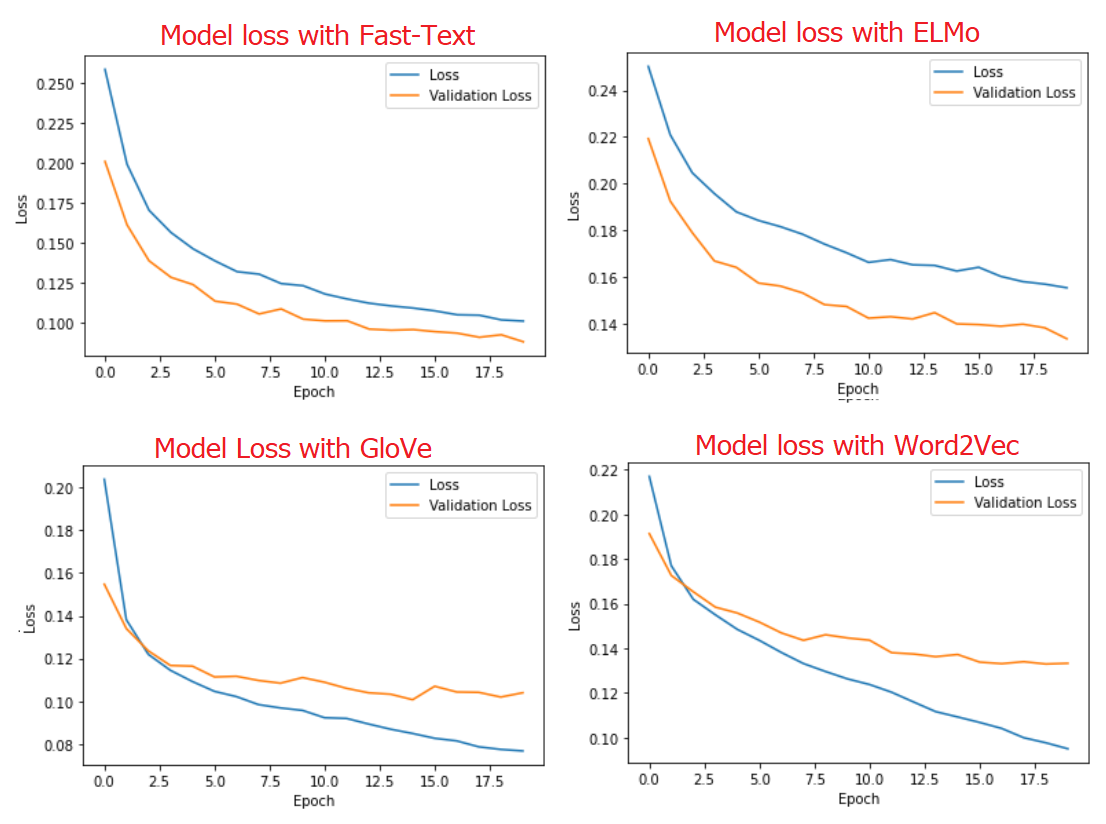 Model loss with Fast-Text
Loss
Validation Loss
0.250
0.225
0.200
0.175
0.150
0.125
0.100
Loss
0.0 2.5 5.0 7.5 10.0 12.5 15.0 17.5
Epoch
Model loss with ELMo
Loss
Validation Loss
0.24
0.22
0.20
0.18
0.16
0.14
Loss
0.0 2.5 5.0 7.5 10.0 12.5 15.0 17.5
Epoch
Epoch
Model Loss with GloVe
Loss
Validation Loss
0.20
0.18
0.16
0.14
0.12
0.10
0.08
Loss
0.0 2.5 5.0 7.5 10.0 12.5 15.0 17.5
Epoch
Model loss with Word2Vec
Loss
Validation Loss
0.22
0.20
0.18
0.16
0.14
0.12
0.10
Loss
0.0 2.5 5.0 7.5 10.0 12.5 15.0 17.5
Epoch